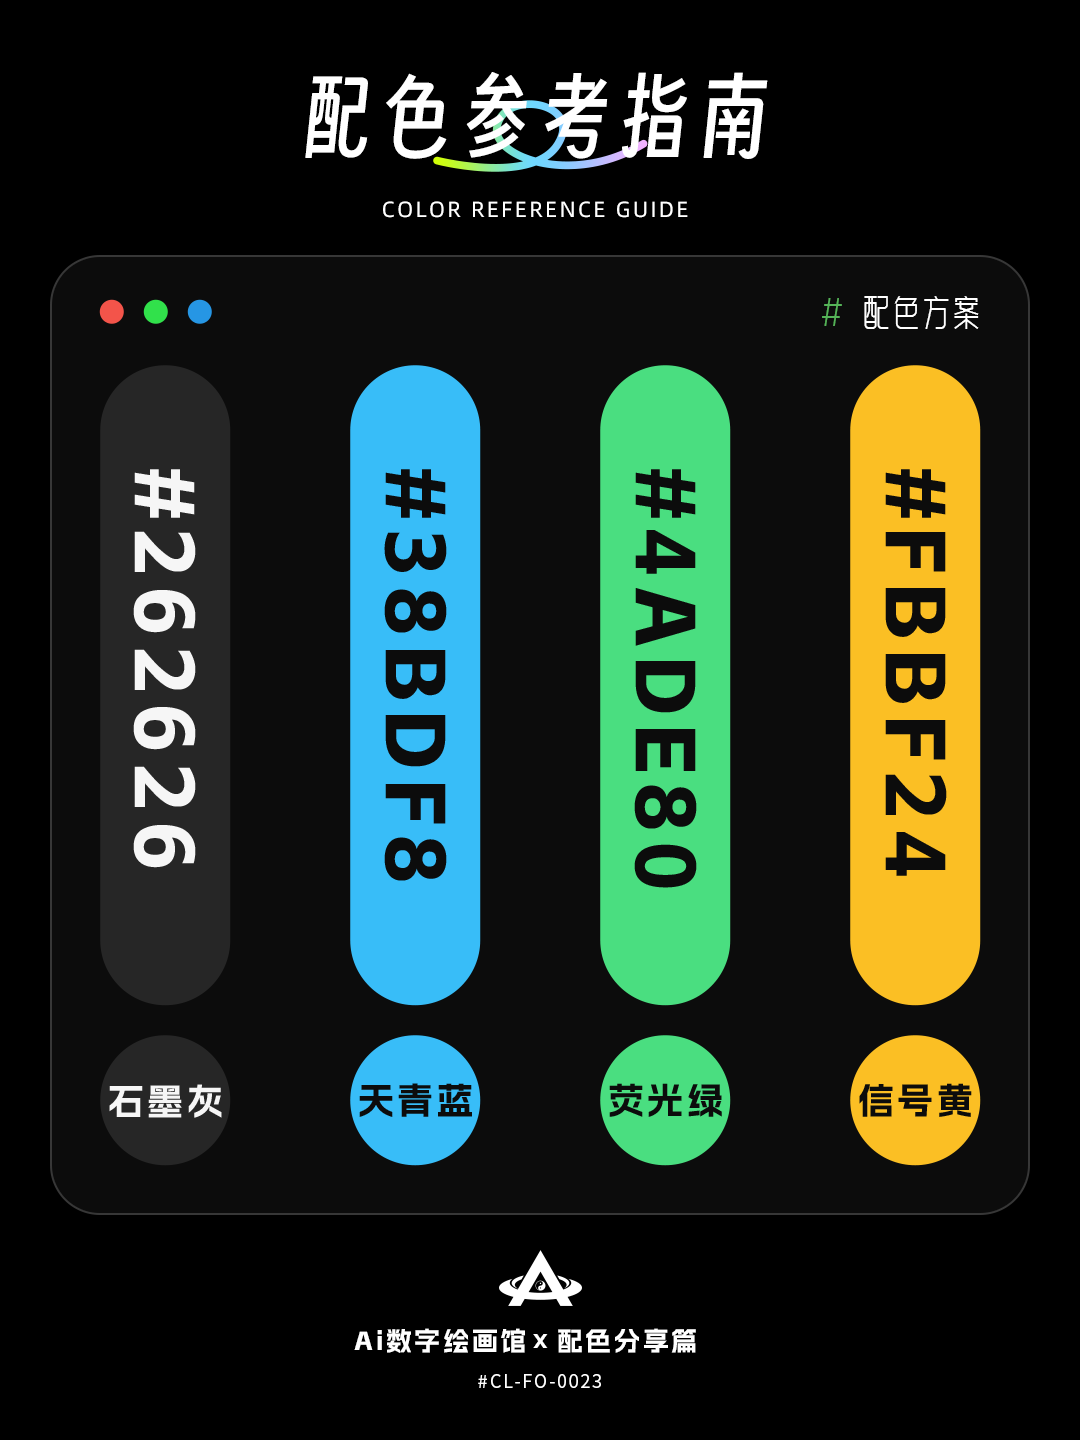 配色参考指南
COLOR REFERENCE GUIDE
# 配色方案
#262626
#38BDF8
#4ADE80
#FBBF24
石墨灰
天青蓝
荧光绿
信号黄
Ai数字绘画馆 x 配色分享篇
#CL-FO-0023